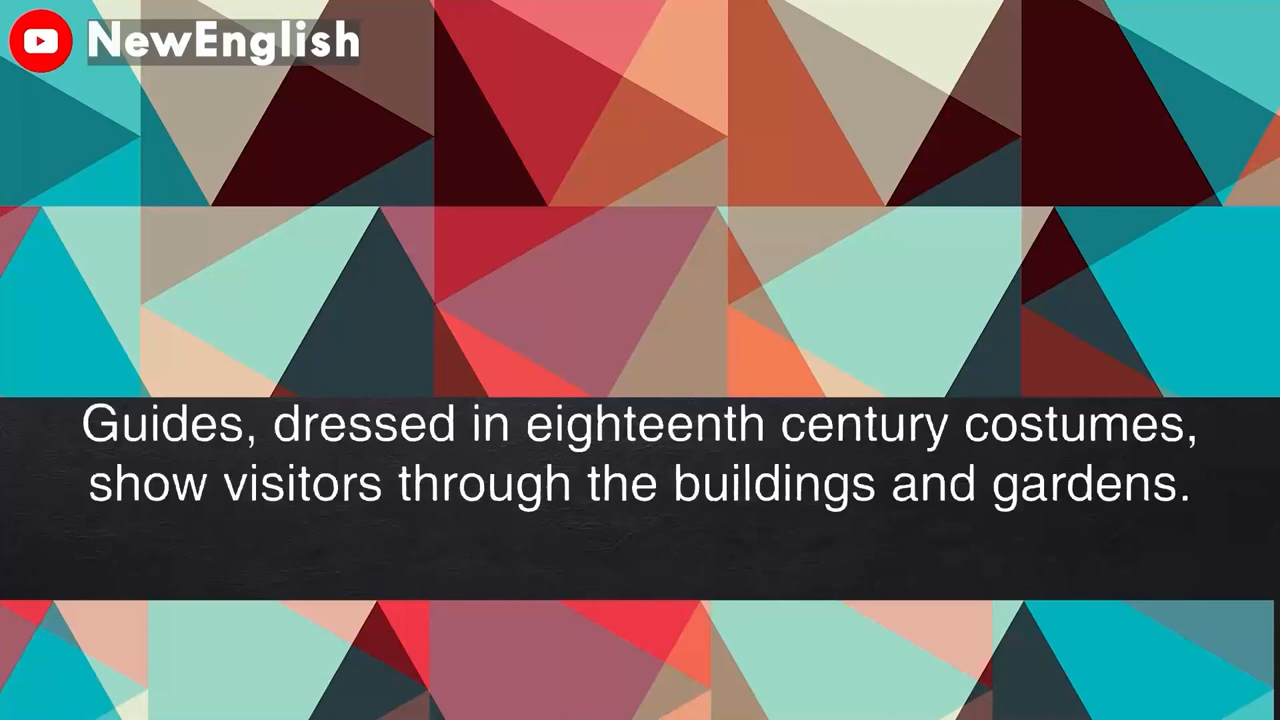 NewEnglish
Guides, dressed in eighteenth century costumes,
show visitors through the buildings and gardens.